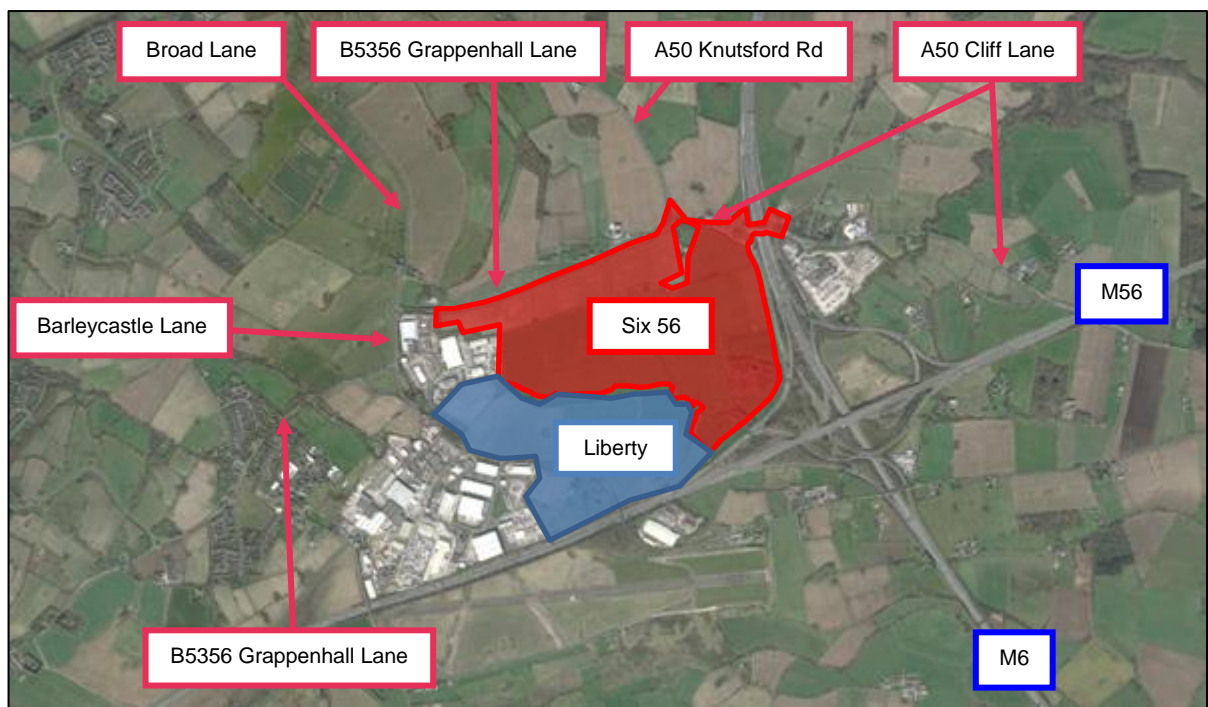 Broad Lane
B5356 Grappenhall Lane
A50 Knutsford Rd
A50 Cliff Lane
M56
Barleycastle Lane
Six 56
Liberty
B5356 Grappenhall Lane
M6